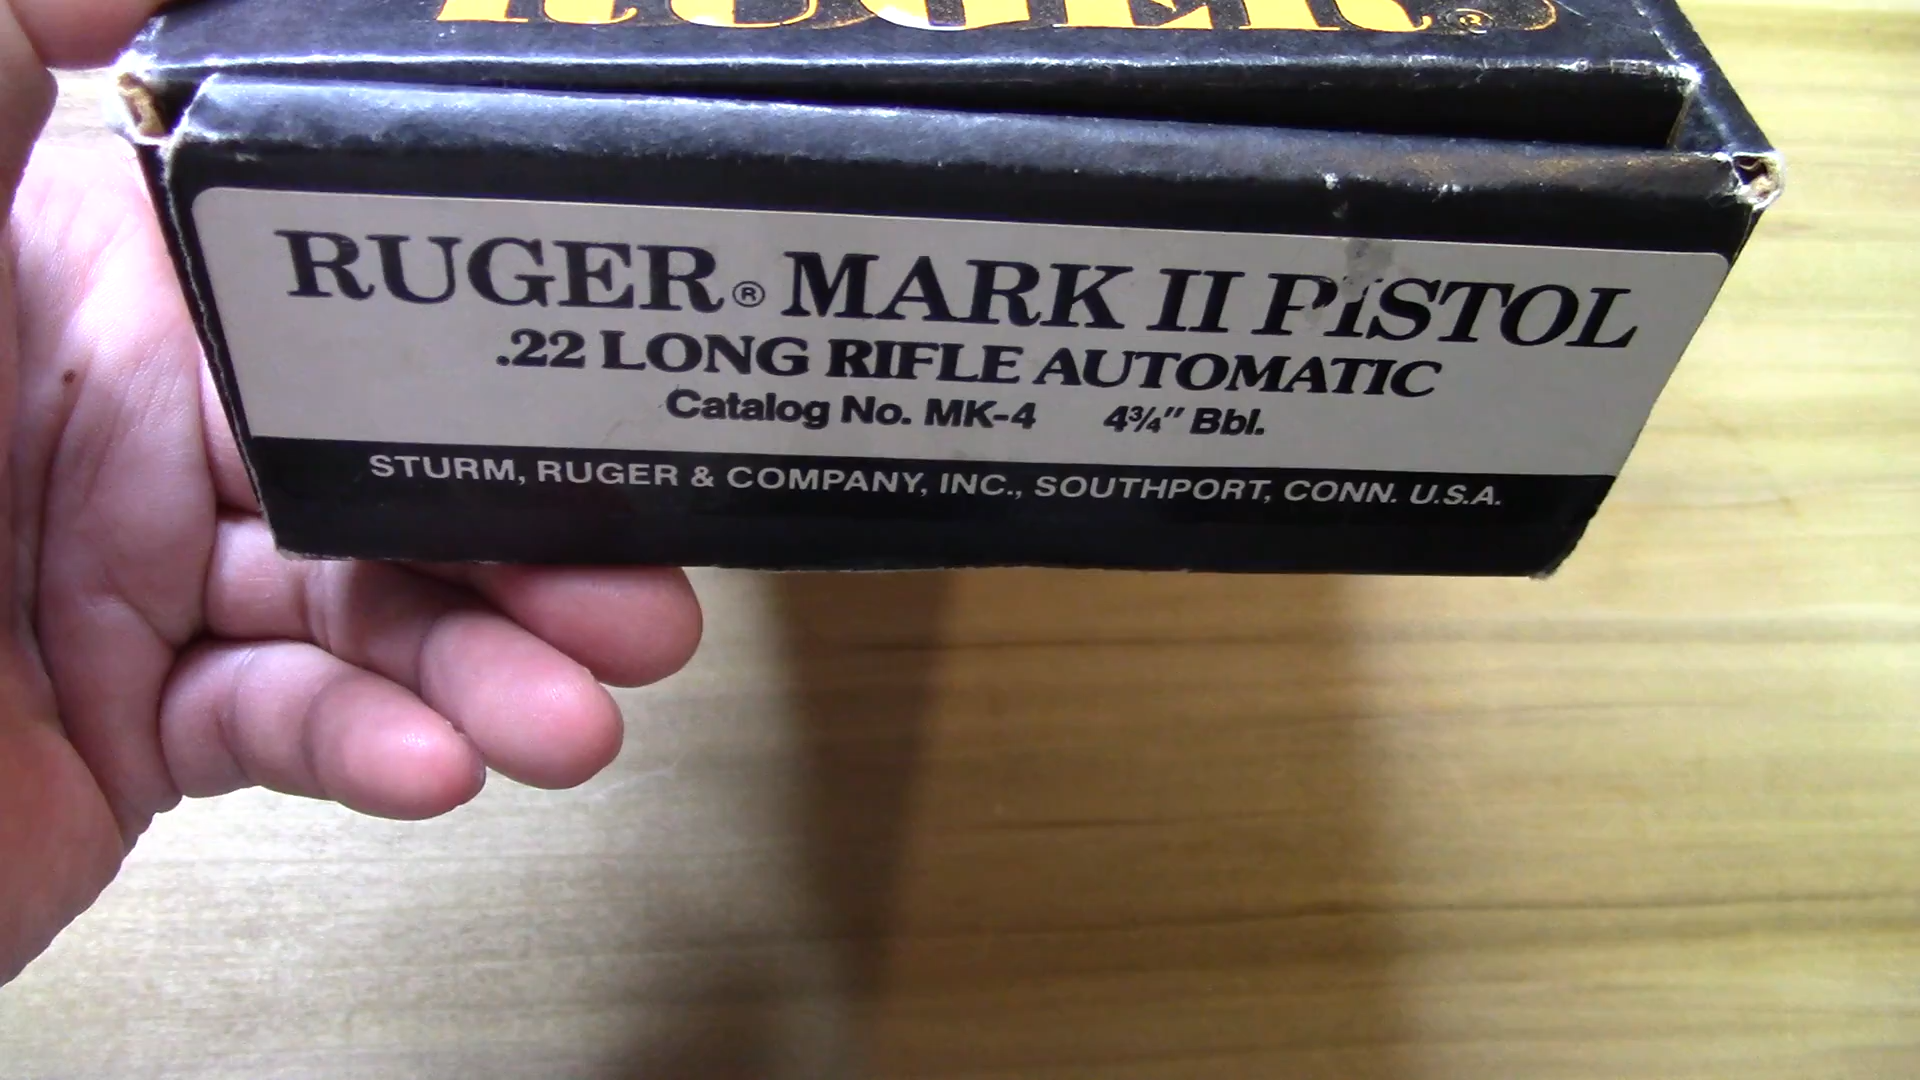 RUGER®
RUGER® MARK II PISTOL
.22 LONG RIFLE AUTOMATIC
Catalog No. MK-4 4¾" Bbl.
STURM, RUGER & COMPANY, INC., SOUTHPORT, CONN. U.S.A.